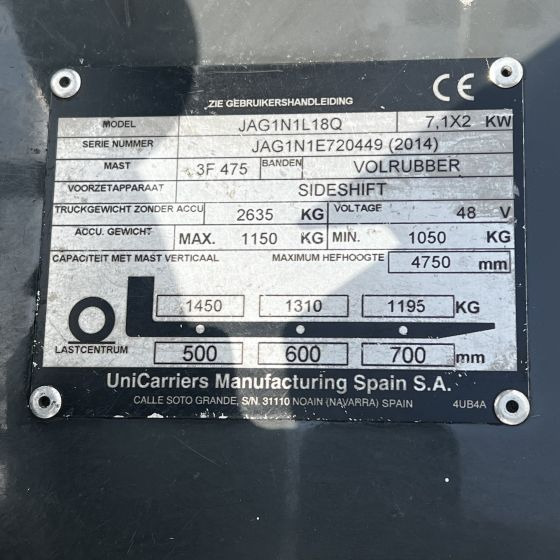 CE
ZIE GEBRUIKERSHANDLEIDING
MODEL JAG1N1L18Q 7,1X2 KW
SERIE NUMMER JAG1N1E720449 (2014)
MAST 3F 475 BANDEN VOLRUBBER
VOORZETAPPARAAT SIDESHIFT
TRUCKGEWICHT ZONDER ACCU 2635 KG VOLTAGE 48 V
ACCU. GEWICHT MAX. 1150 KG MIN. 1050 KG
CAPACITEIT MET MAST VERTICAAL MAXIMUM HEFHOOGTE 4750 mm
1450 1310 1195 KG
LASTCENTRUM 500 600 700 mm
UniCarriers Manufacturing Spain S.A.
CALLE SOTO GRANDE, S/N. 31110 NOAIN (NAVARRA) SPAIN 4UB4A